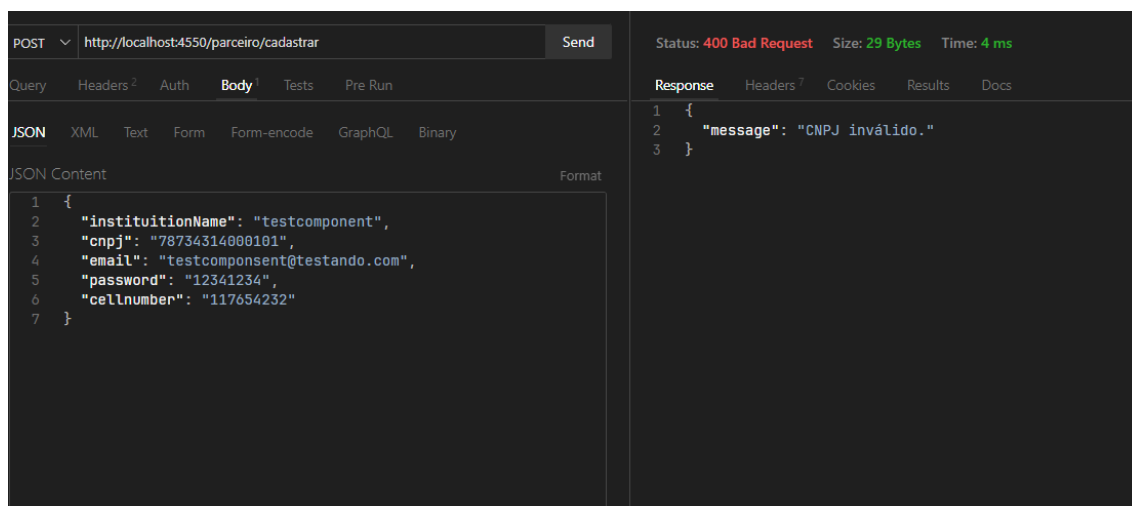 POST http://localhost:4550/parceiro/cadastrar Send
Query Headers 2 Auth Body 1 Tests Pre Run
JSON XML Text Form Form-encode GraphQL Binary
JSON Content Format
1 {
2 "instituitionName": "testcomponent",
3 "cnpj": "78734314000101",
4 "email": "testcomponsent@testando.com",
5 "password": "12341234",
6 "cellnumber": "117654232"
7 }
Status: 400 Bad Request Size: 29 Bytes Time: 4 ms
Response Headers 7 Cookies Results Docs
1 {
2 "message": "CNPJ inválido."
3 }